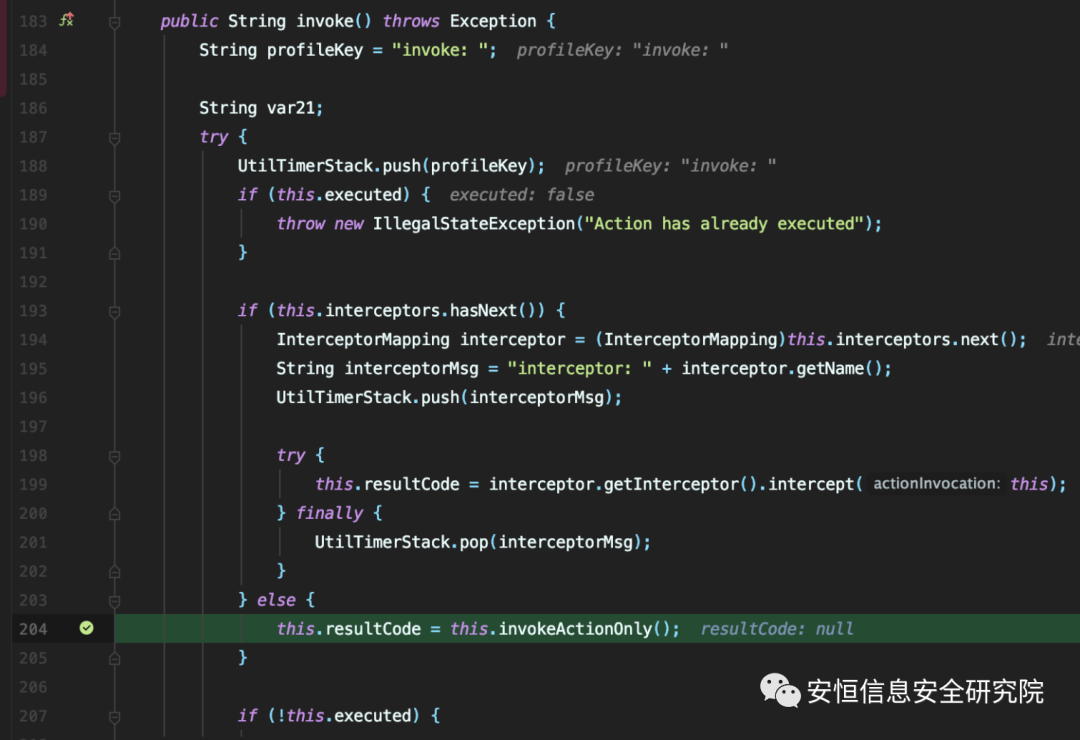 183 public String invoke() throws Exception {
184 String profileKey = "invoke: "; profileKey: "invoke: "
185
186 String var21;
187 try {
188 UtilTimerStack.push(profileKey); profileKey: "invoke: "
189 if (this.executed) { executed: false
190 throw new IllegalStateException("Action has already executed");
191 }
192
193 if (this.interceptors.hasNext()) {
194 InterceptorMapping interceptor = (InterceptorMapping)this.interceptors.next(); inte
195 String interceptorMsg = "interceptor: " + interceptor.getName();
196 UtilTimerStack.push(interceptorMsg);
197
198 try {
199 this.resultCode = interceptor.getInterceptor().intercept( actionInvocation: this);
200 } finally {
201 UtilTimerStack.pop(interceptorMsg);
202 }
203 } else {
204 this.resultCode = this.invokeActionOnly(); resultCode: null
205 }
206
207 if (!this.executed) {
安恒信息安全研究院